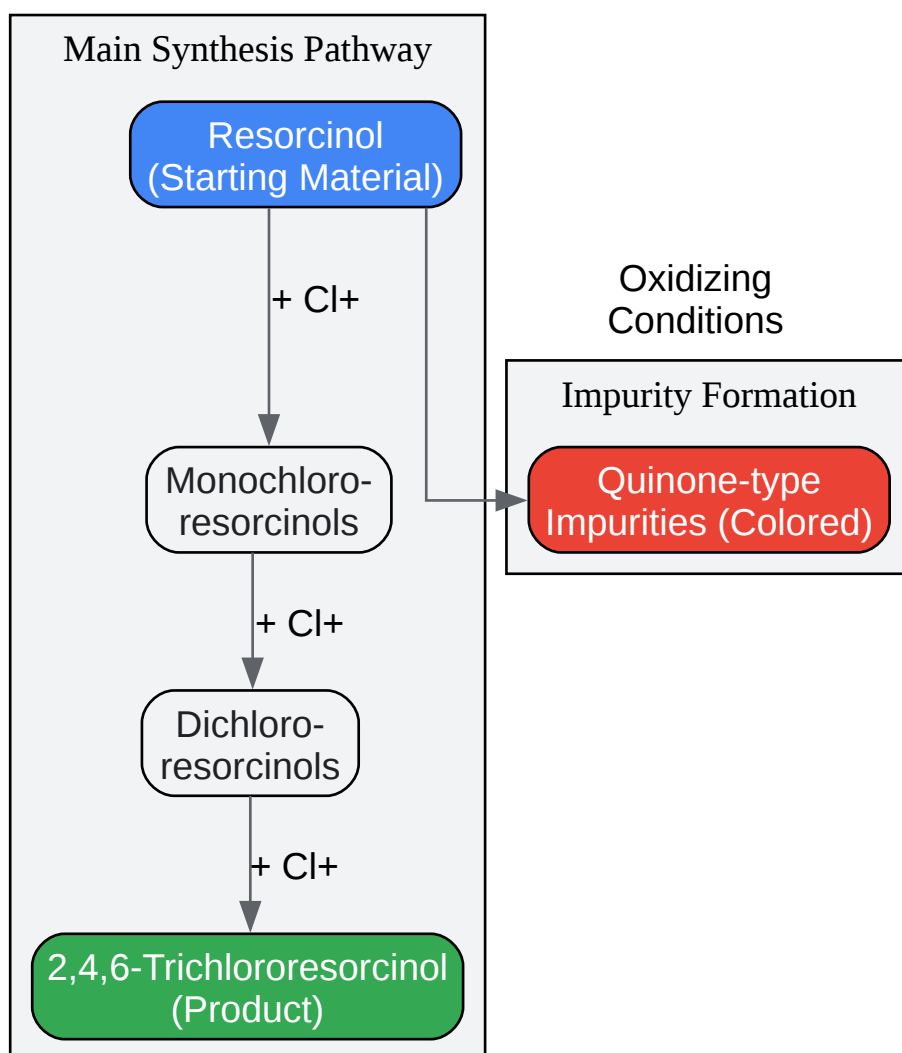 Main Synthesis Pathway
Resorcinol
(Starting Material)
+ Cl+
Oxidizing
Conditions
Impurity Formation
Monochloro-
resorcinols
Quinone-type
Impurities (Colored)
+ Cl+
Dichloro-
resorcinols
+ Cl+
2,4,6-Trichlororesorcinol
(Product)